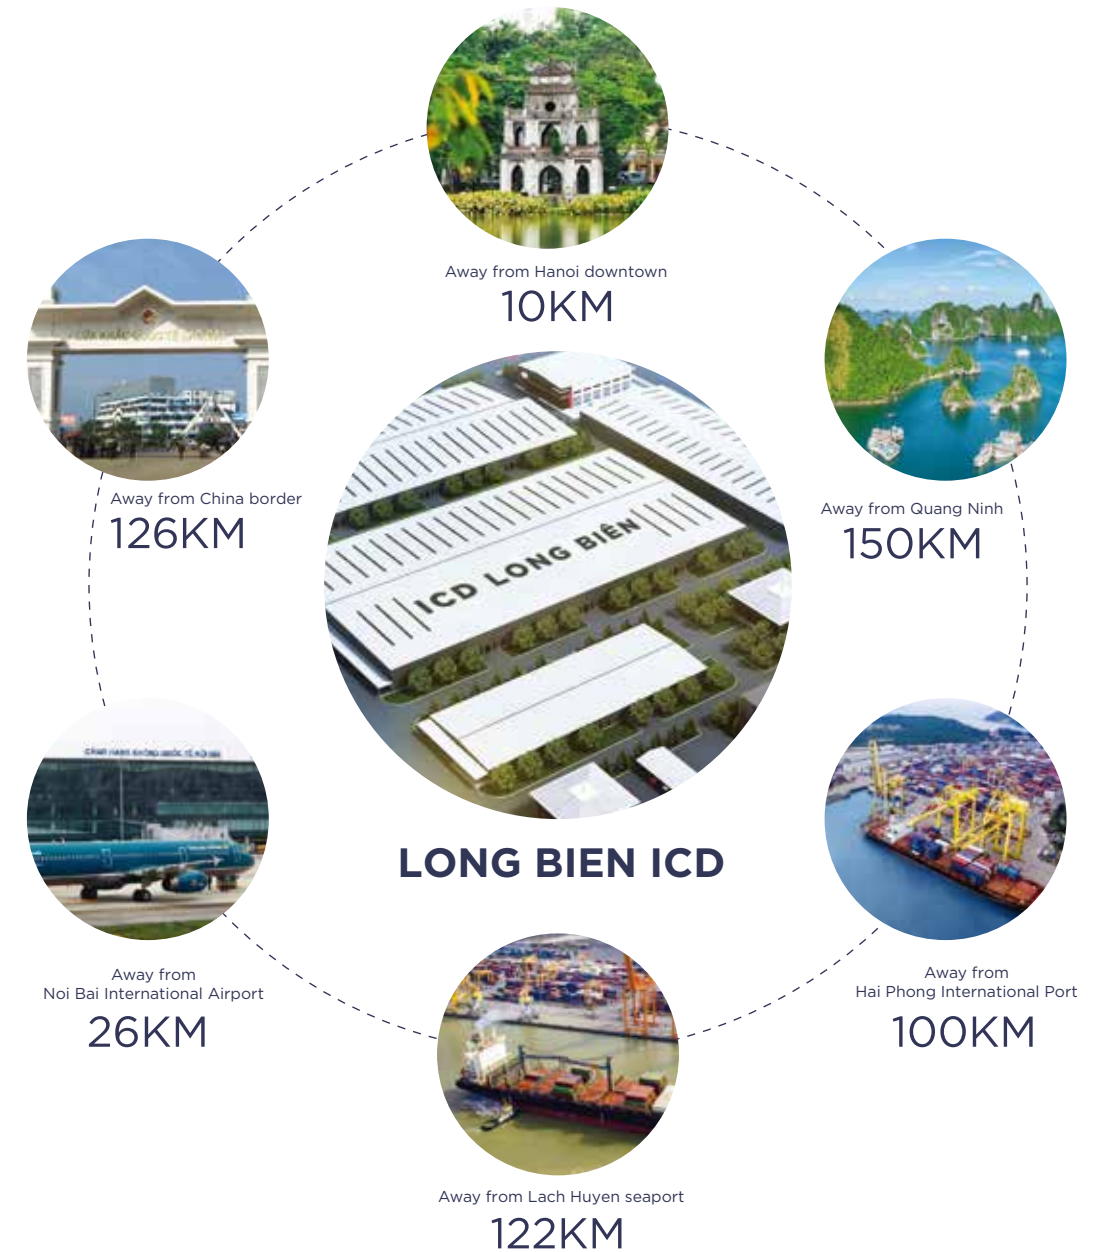 Away from Hanoi downtown
10KM
Away from China border
126KM
Away from Quang Ninh
150KM
ICD LONG BIÊN
LONG BIEN ICD
Away from
Noi Bai International Airport
26KM
Away from
Hai Phong International Port
100KM
Away from Lach Huyen seaport
122KM